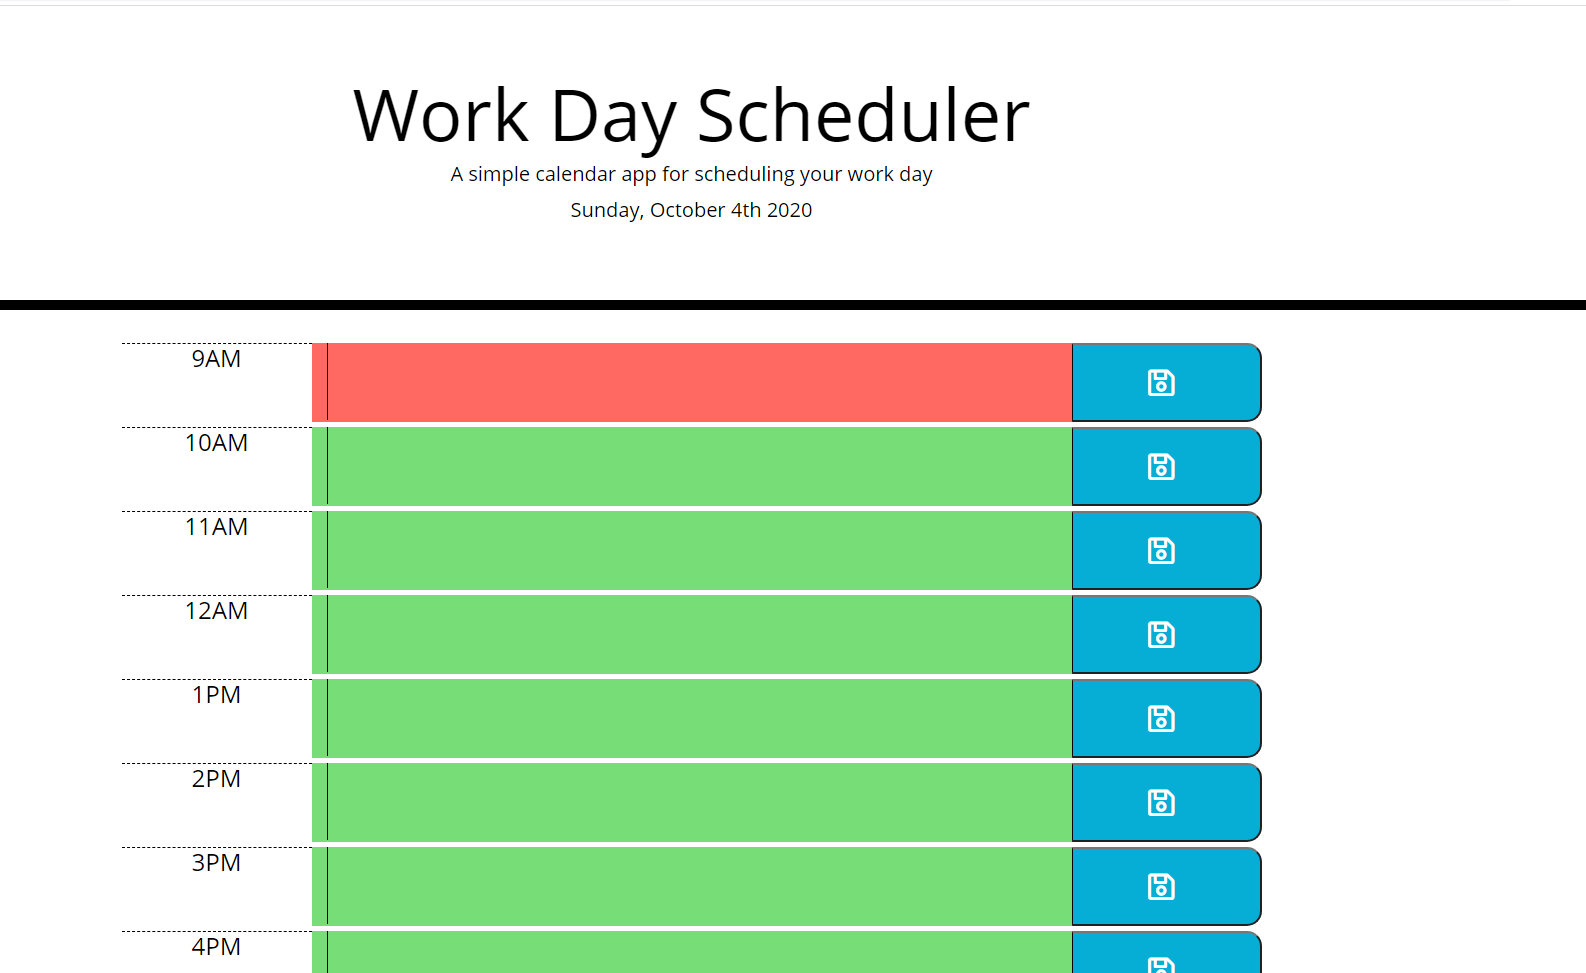 Work Day Scheduler
A simple calendar app for scheduling your work day
Sunday, October 4th 2020
9AM
10AM
11AM
12AM
1PM
2PM
3PM
4PM